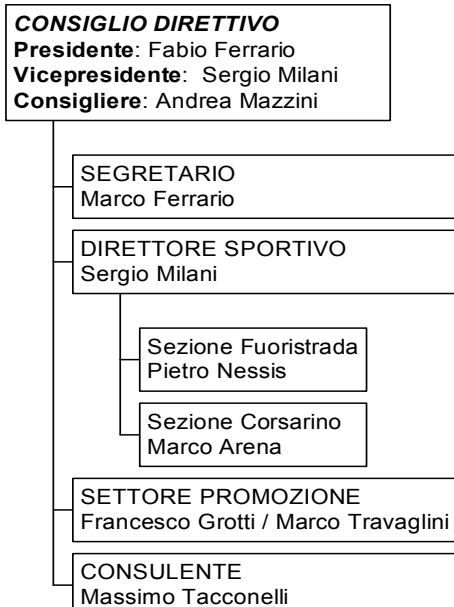 CONSIGLIO DIRETTIVO
Presidente: Fabio Ferrario
Vicepresidente: Sergio Milani
Consigliere: Andrea Mazzini
SEGRETARIO
Marco Ferrario
DIRETTORE SPORTIVO
Sergio Milani
Sezione Fuoristrada
Pietro Nessis
Sezione Corsarino
Marco Arena
SETTORE PROMOZIONE
Francesco Grotti / Marco Travaglini
CONSULENTE
Massimo Tacconelli